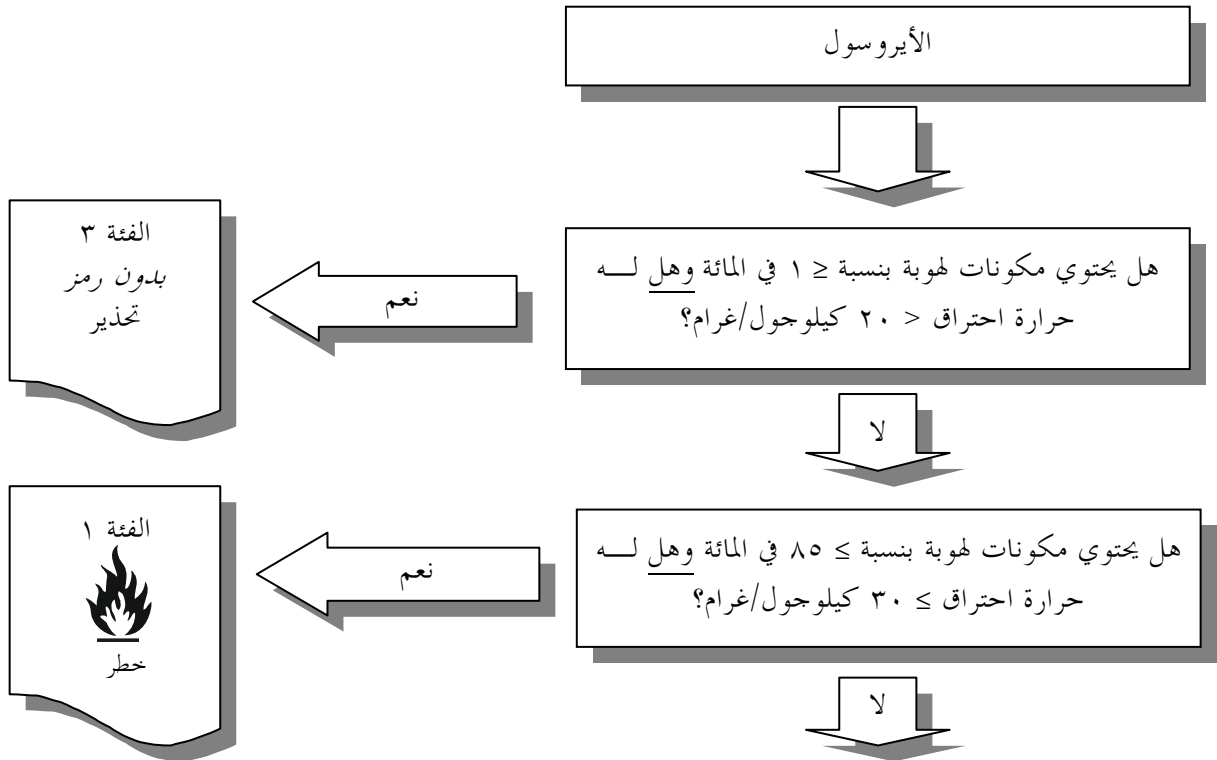 الأيروسول
هل يحتوي مكونات لهوبة بنسبة ≤ ١ في المائة وهل لـــه
حرارة احتراق < ٢٠ كيلوجول/غرام؟
نعم
الفئة ٣
بدون رمز
تحذير
لا
هل يحتوي مكونات لهوبة بنسبة ≥ ٨٥ في المائة وهل لـــه
حرارة احتراق ≥ ٣٠ كيلوجول/غرام؟
نعم
الفئة ١
خطر
لا